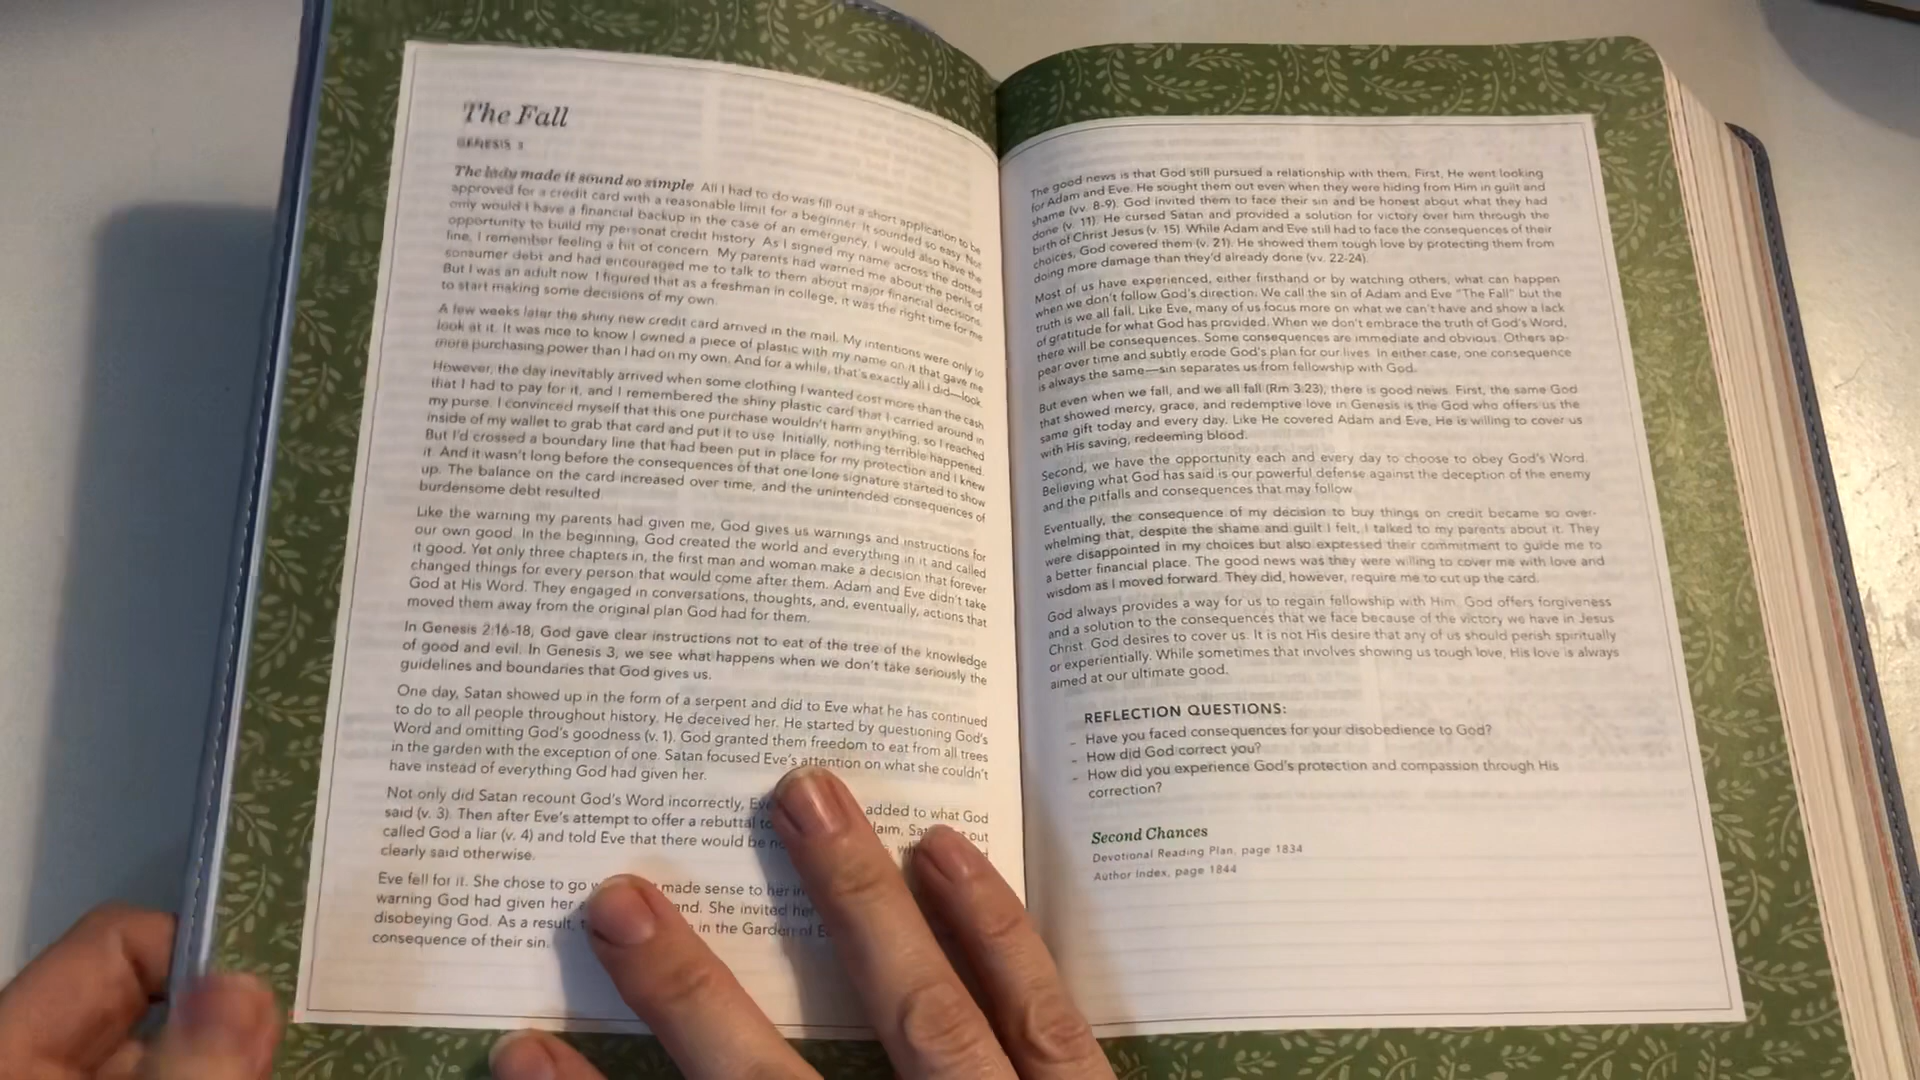 The Fall
GENESIS 3
The lady made it sound so simple All I had to do was fill out a short application to be
approved for a credit card with a reasonable limit for a beginner. It sounded so easy. Not
only would I have a financial backup in the case of an emergency, I would also have the
opportunity to build my personal credit history. As I signed my name across the dotted
line, I remember feeling a bit of concern. My parents had warned me about the perils of
consumer debt and had encouraged me to talk to them about major financial decisions.
But I was an adult now. I figured that as a freshman in college, it was the right time for me
to start making some decisions of my own.
A few weeks later the shiny new credit card arrived in the mail. My intentions were only to
look at it. It was nice to know I owned a piece of plastic with my name on it that gave me
more purchasing power than I had on my own. And for a while, that's exactly all I did—look.
However, the day inevitably arrived when some clothing I wanted cost more than the cash
that I had to pay for it, and I remembered the shiny plastic card that I carried around in
my purse. I convinced myself that this one purchase wouldn't harm anything, so I reached
inside of my wallet to grab that card and put it to use. Initially, nothing terrible happened.
But I'd crossed a boundary line that had been put in place for my protection and I knew
it. And it wasn't long before the consequences of that one lone signature started to show
up. The balance on the card increased over time, and the unintended consequences of
burdensome debt resulted.
Like the warning my parents had given me, God gives us warnings and instructions for
our own good. In the beginning, God created the world and everything in it and called
it good. Yet only three chapters in, the first man and woman make a decision that forever
changed things for every person that would come after them. Adam and Eve didn't take
God at His Word. They engaged in conversations, thoughts, and, eventually, actions that
moved them away from the original plan God had for them.
In Genesis 2:16-18, God gave clear instructions not to eat of the tree of the knowledge
of good and evil. In Genesis 3, we see what happens when we don't take seriously the
guidelines and boundaries that God gives us.
One day, Satan showed up in the form of a serpent and did to Eve what he has continued
to do to all people throughout history. He deceived her. He started by questioning God's
Word and omitting God's goodness (v. 1). God granted them freedom to eat from all trees
in the garden with the exception of one. Satan focused Eve's attention on what she couldn't
have instead of everything God had given her.
Not only did Satan recount God's Word incorrectly, added to what God
said (v. 3). Then after Eve's attempt to offer a rebuttal out
called God a liar (v. 4) and told Eve that there would be
clearly said otherwise.
Eve fell for it. She chose to go made sense to her
warning God had given her She invited
disobeying God. As a result, in the Garden of
consequence of their sin.
The good news is that God still pursued a relationship with them. First, He went looking
for Adam and Eve. He sought them out even when they were hiding from Him in guilt and
shame (vv. 8-9). God invited them to face their sin and be honest about what they had
done (v. 11). He cursed Satan and provided a solution for victory over him through the
birth of Christ Jesus (v. 15). While Adam and Eve still had to face the consequences of their
choices, God covered them (v. 21). He showed them tough love by protecting them from
doing more damage than they'd already done (vv. 22-24).
Most of us have experienced, either firsthand or by watching others, what can happen
when we don't follow God's direction. We call the sin of Adam and Eve "The Fall" but the
truth is we all fall. Like Eve, many of us focus more on what we can't have and show a lack
of gratitude for what God has provided. When we don't embrace the truth of God's Word,
there will be consequences. Some consequences are immediate and obvious. Others ap-
pear over time and subtly erode God's plan for our lives. In either case, one consequence
is always the same—sin separates us from fellowship with God.
But even when we fall, and we all fall (Rm 3:23), there is good news. First, the same God
that showed mercy, grace, and redemptive love in Genesis is the God who offers us the
same gift today and every day. Like He covered Adam and Eve, He is willing to cover us
with His saving, redeeming blood.
Second, we have the opportunity each and every day to choose to obey God's Word.
Believing what God has said is our powerful defense against the deception of the enemy
and the pitfalls and consequences that may follow.
Eventually, the consequence of my decision to buy things on credit became so over-
whelming that, despite the shame and guilt I felt, I talked to my parents about it. They
were disappointed in my choices but also expressed their commitment to guide me to
a better financial place. The good news was they were willing to cover me with love and
wisdom as I moved forward. They did, however, require me to cut up the card.
God always provides a way for us to regain fellowship with Him. God offers forgiveness
and a solution to the consequences that we face because of the victory we have in Jesus
Christ. God desires to cover us. It is not His desire that any of us should perish spiritually
or experientially. While sometimes that involves showing us tough love, His love is always
aimed at our ultimate good.
REFLECTION QUESTIONS:
– Have you faced consequences for your disobedience to God?
– How did God correct you?
– How did you experience God's protection and compassion through His
correction?
Second Chances
Devotional Reading Plan, page 1834
Author Index, page 1844